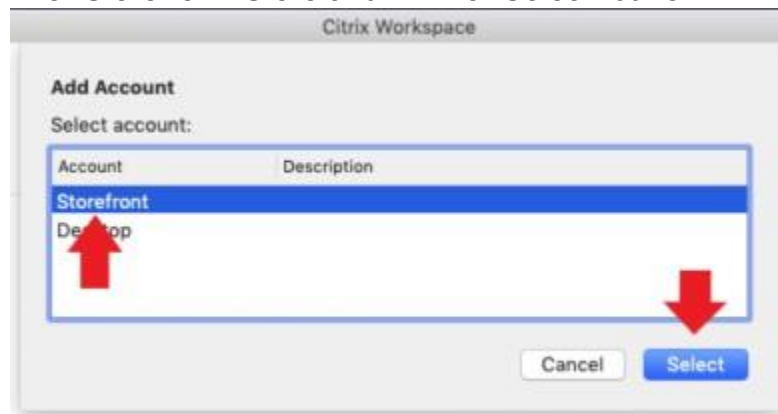 Citrix Workspace
Add Account
Select account:
Account Description
Storefront
Cancel Select